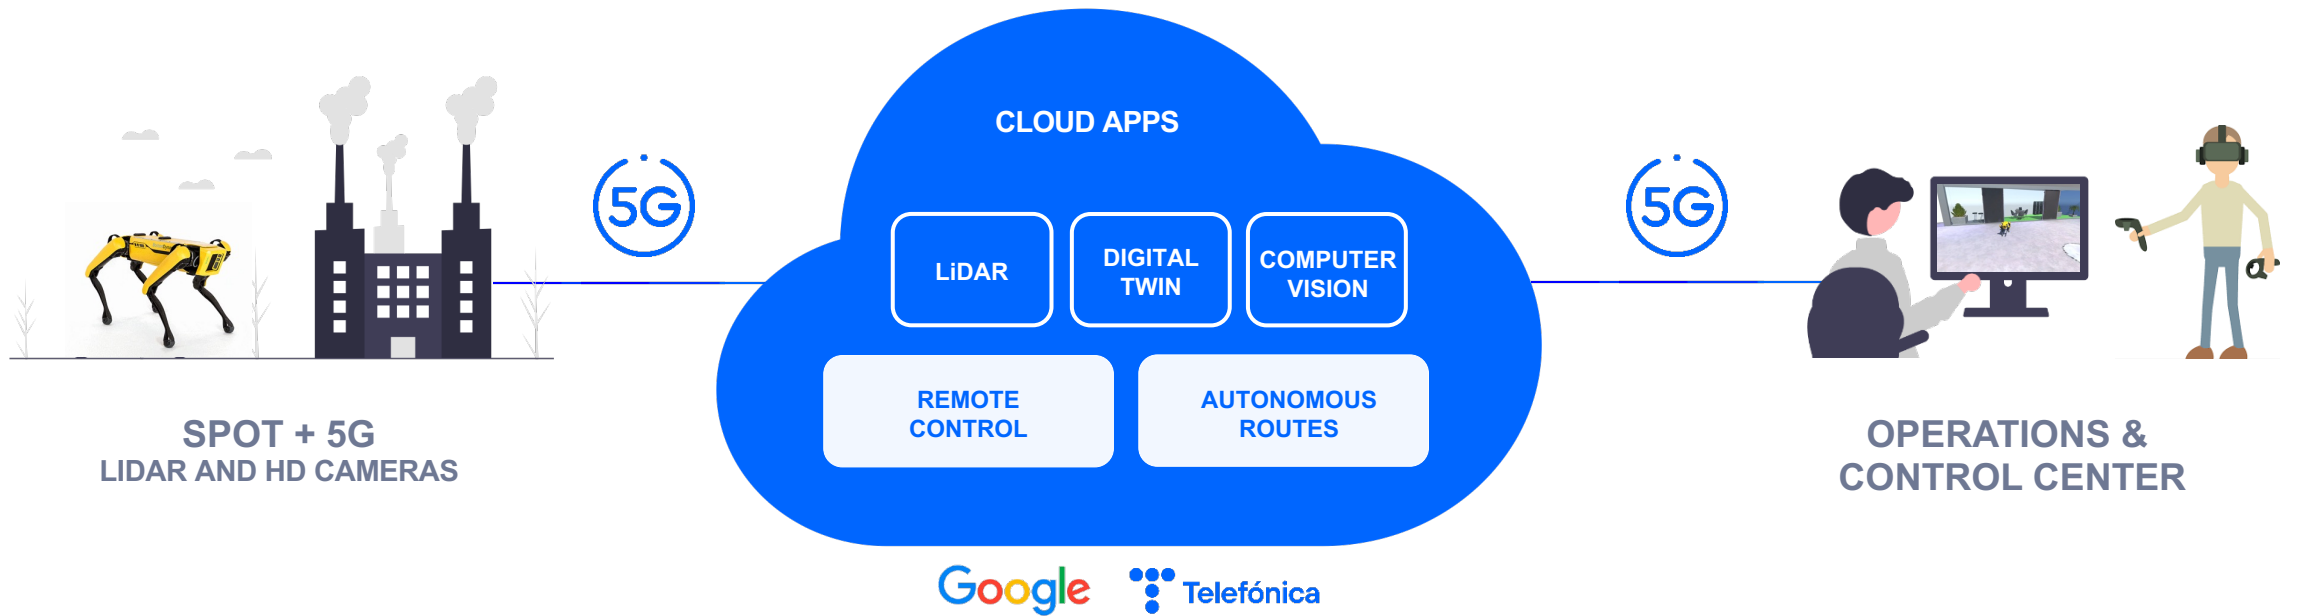 SPOT + 5G
LIDAR AND HD CAMERAS
5G
CLOUD APPS
LiDAR
DIGITAL
TWIN
COMPUTER
VISION
REMOTE
CONTROL
AUTONOMOUS
ROUTES
Google
Telefónica
5G
OPERATIONS &
CONTROL CENTER